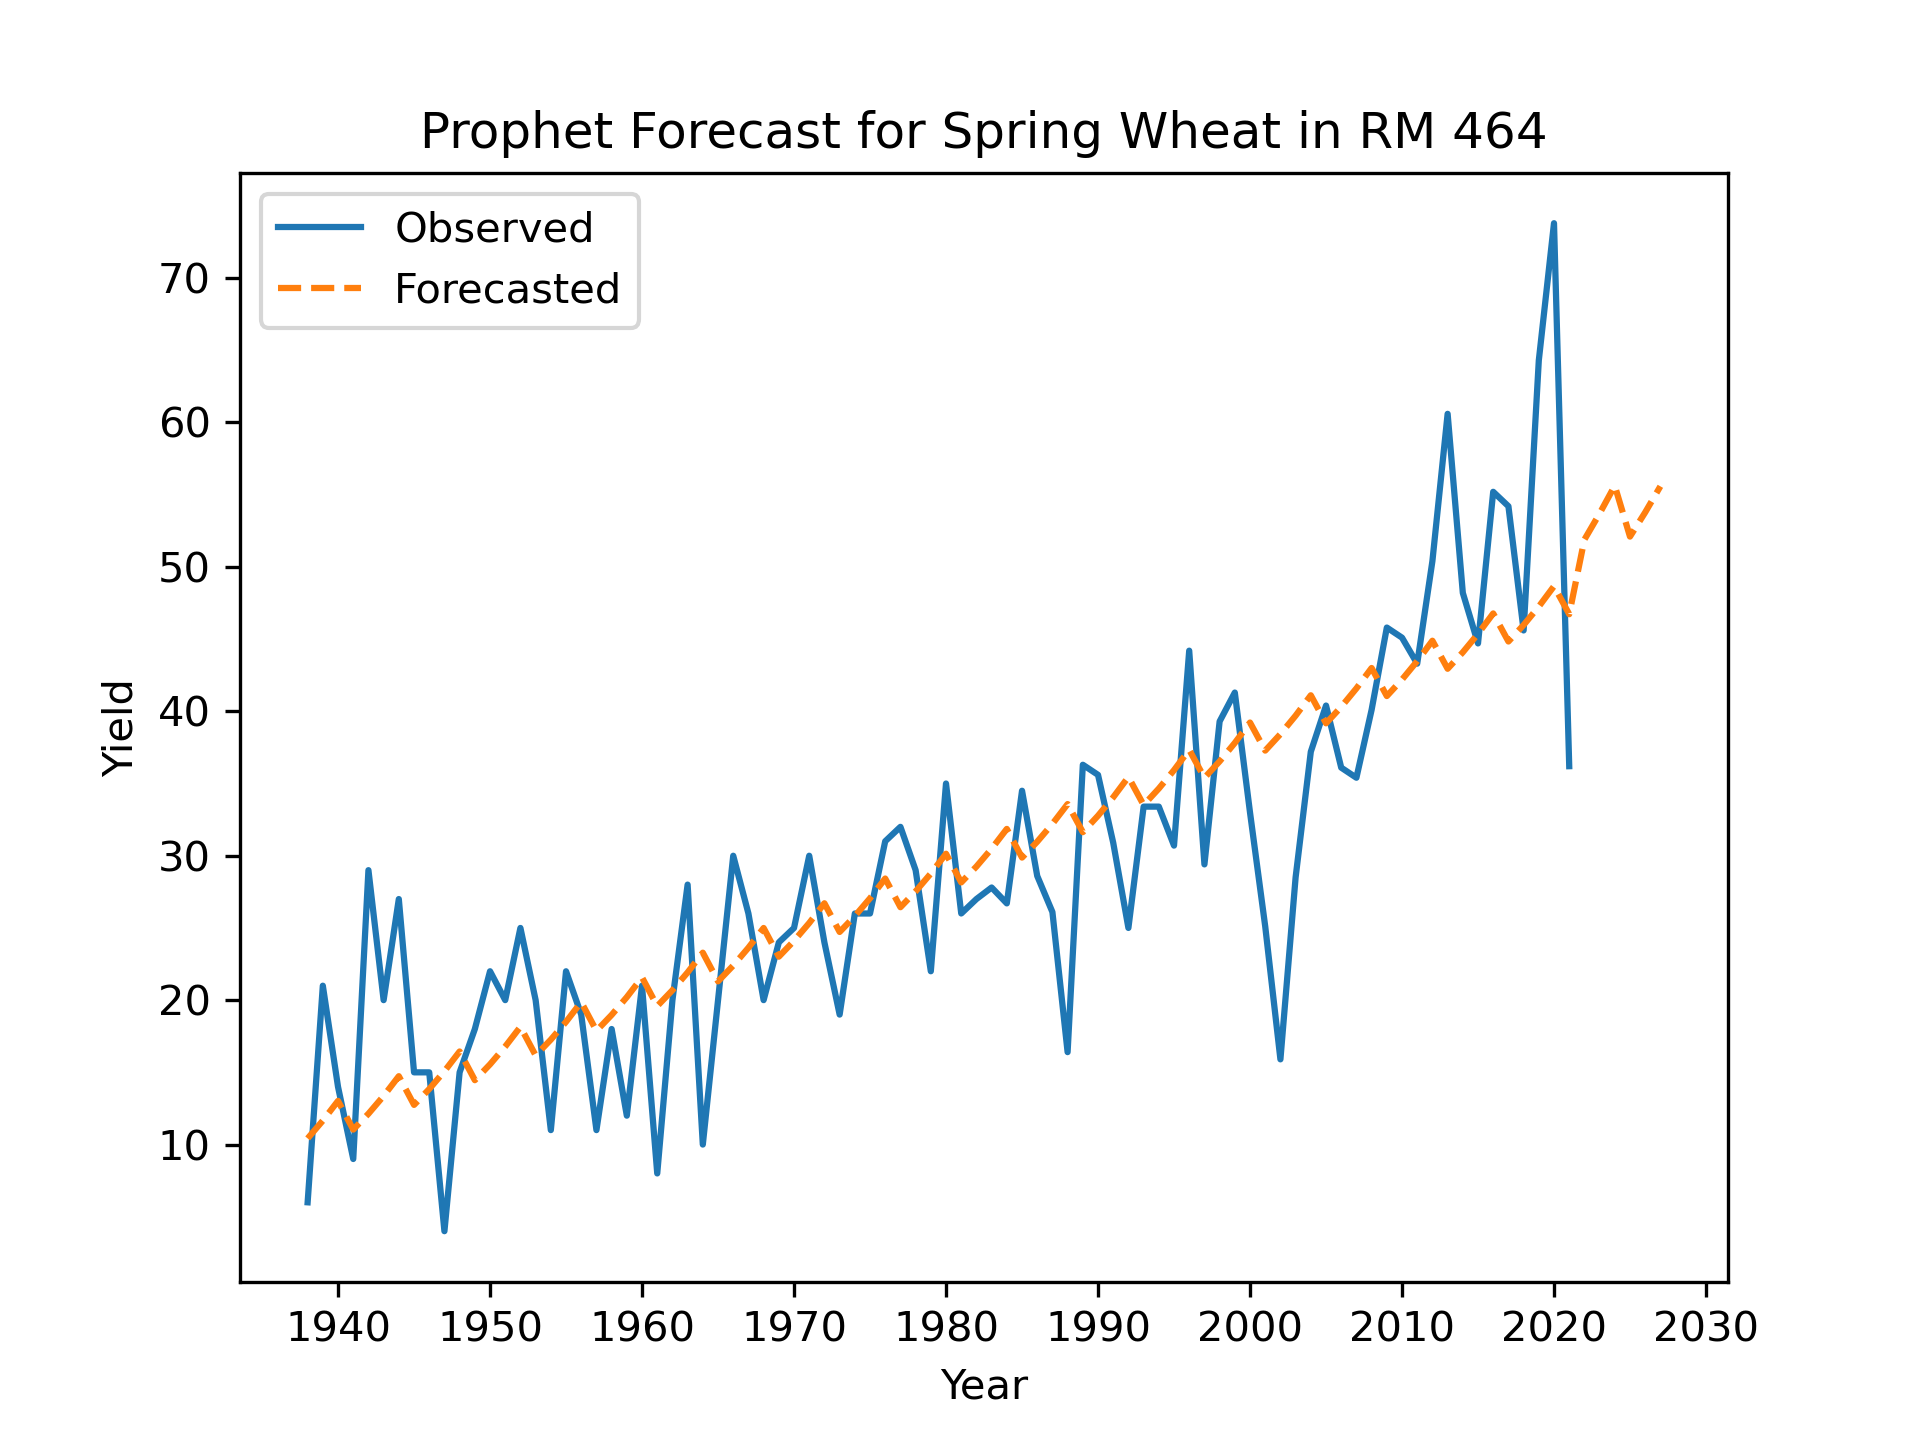 Prophet Forecast for Spring Wheat in RM 464
Observed
Forecasted
70
60
50
40
30
20
10
Yield
1940 1950 1960 1970 1980 1990 2000 2010 2020 2030
Year